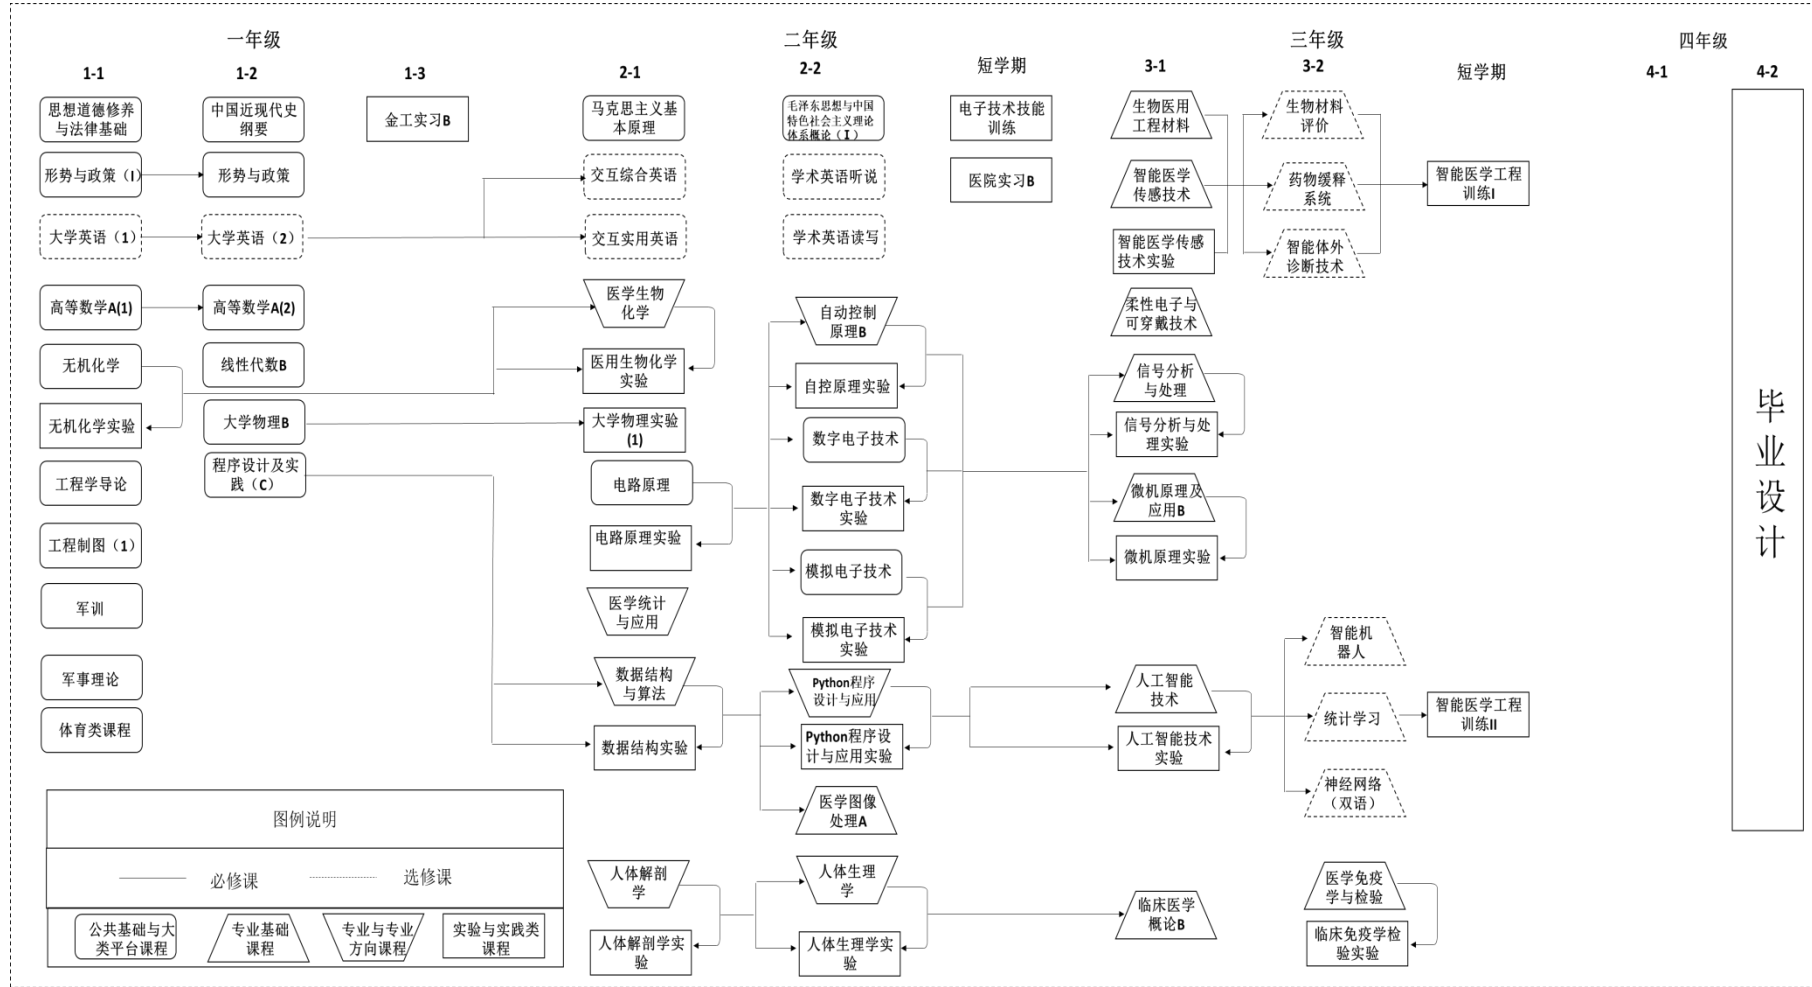 一年级
二年级
三年级
四年级
1-1
1-2
1-3
2-1
2-2
短学期
3-1
3-2
短学期
4-1
4-2
思想道德修养
与法律基础
形势与政策（I）
大学英语（1）
高等数学A(1)
无机化学
无机化学实验
工程学导论
工程制图（1）
军训
军事理论
体育类课程
中国近现代史
纲要
形势与政策
大学英语（2）
高等数学A(2)
线性代数B
大学物理B
程序设计及实
践（C）
金工实习B
马克思主义基
本原理
交互综合英语
交互实用英语
医学生物
化学
医用生物化学
实验
大学物理实验
(1)
电路原理
电路原理实验
医学统计
与应用
数据结构
与算法
数据结构实验
人体解剖
学
人体解剖学实
验
毛泽东思想与中国
特色社会主义理论
体系概论（I）
学术英语听说
学术英语读写
自动控制
原理B
自控原理实验
数字电子技术
数字电子技术
实验
模拟电子技术
模拟电子技术
实验
Python程序
设计与应用
Python程序设
计与应用实验
医学图像
处理A
人体生理
学
人体生理学实
验
电子技术技能
训练
医院实习B
生物医用
工程材料
智能医学
传感技术
智能医学传感
技术实验
柔性电子与
可穿戴技术
信号分析
与处理
信号分析与处
理实验
微机原理及
应用B
微机原理实验
人工智能
技术
人工智能技术
实验
临床医学
概论B
生物材料
评价
药物缓释
系统
智能体外
诊断技术
智能机
器人
统计学习
神经网络
（双语）
医学免疫
学与检验
临床免疫学检
验实验
智能医学工程
训练I
智能医学工程
训练II
毕业设计
图例说明
必修课
选修课
公共基础与大
类平台课程
专业基础
课程
专业与专业
方向课程
实验与实践类
课程